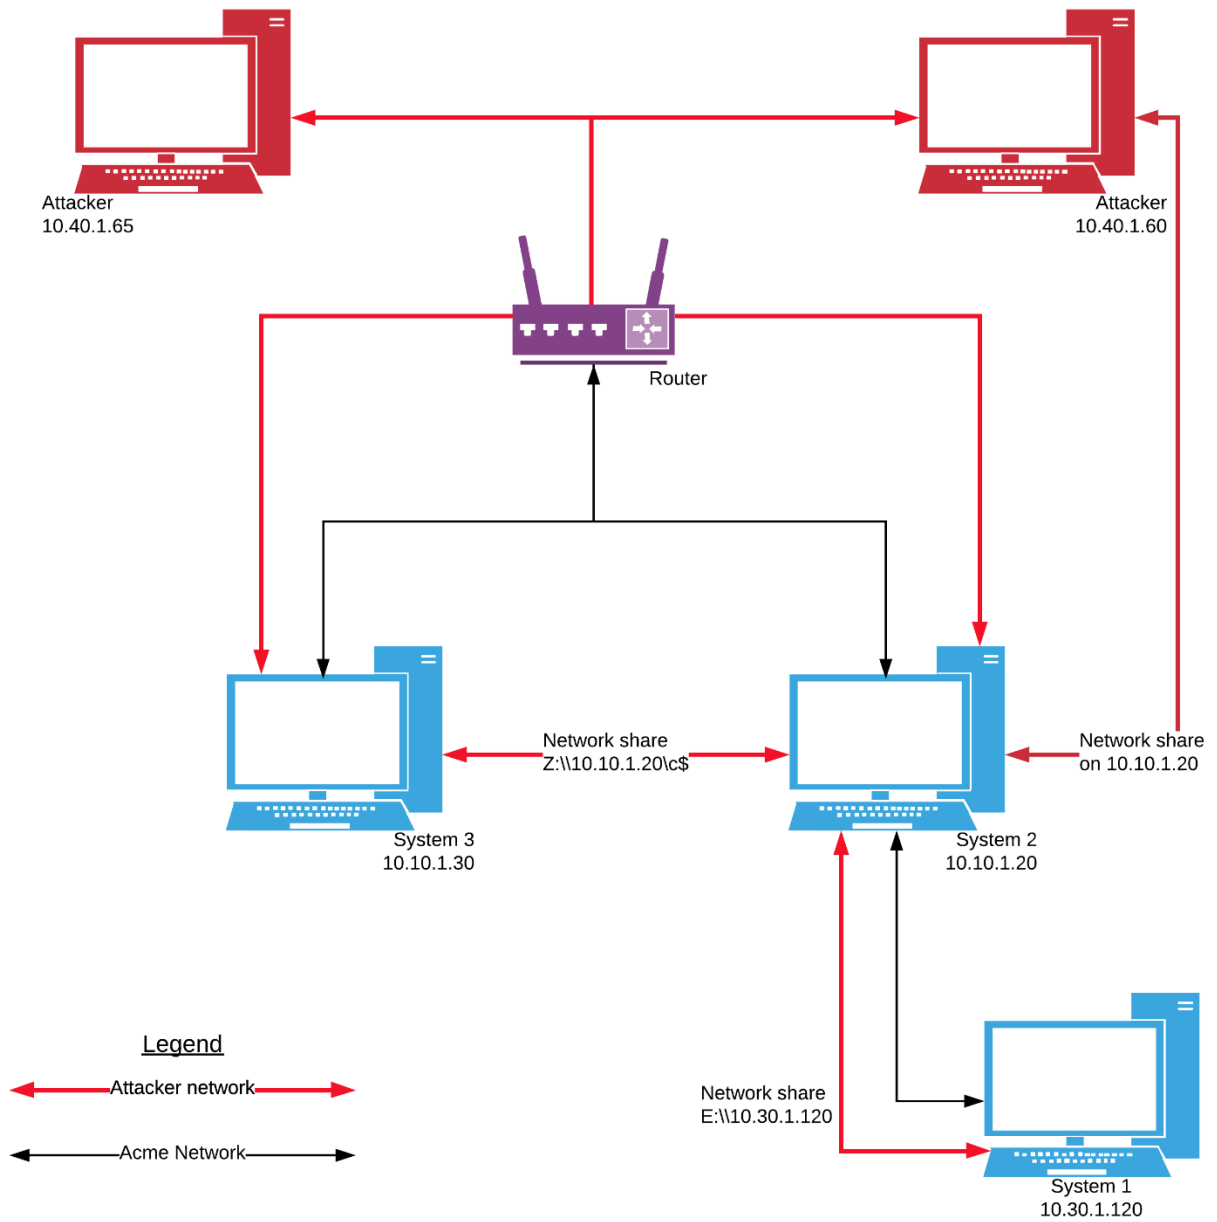 Attacker
10.40.1.65
Attacker
10.40.1.60
Router
Network share
Z:\\10.10.1.20\c$
Network share
on 10.10.1.20
System 3
10.10.1.30
System 2
10.10.1.20
Legend
Attacker network
Acme Network
Network share
E:\\10.30.1.120
System 1
10.30.1.120